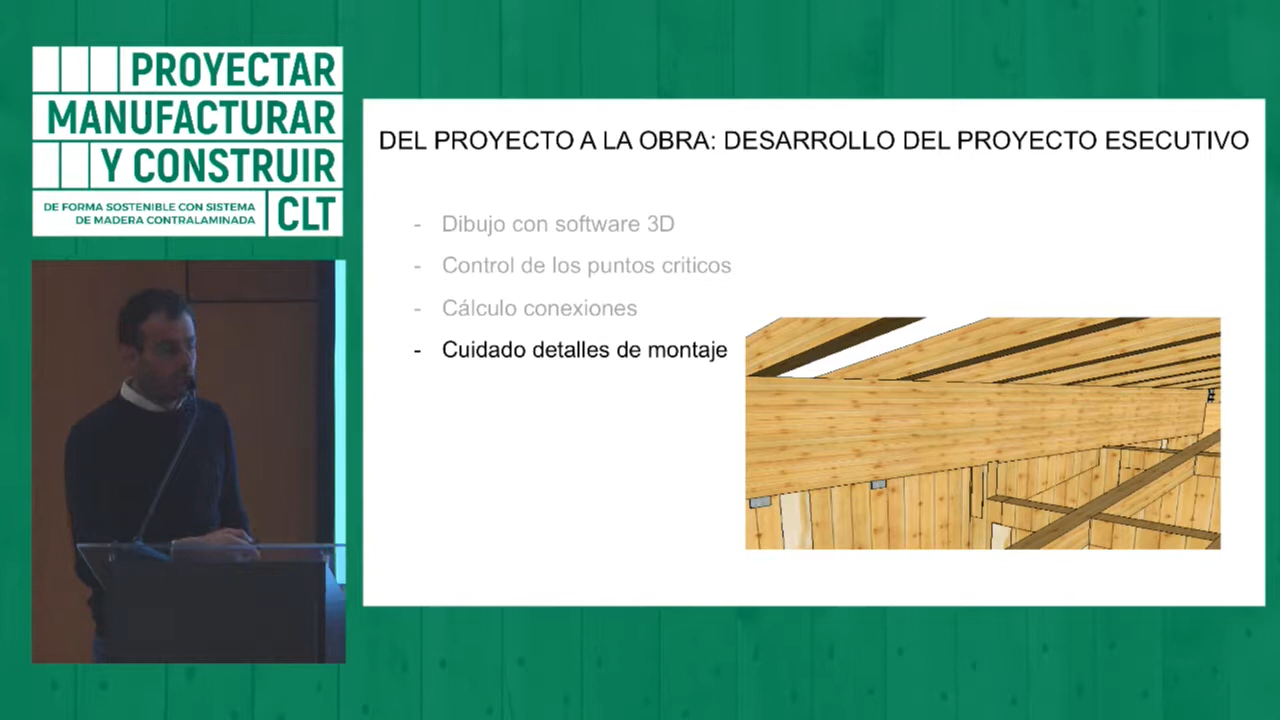 PROYECTAR
MANUFACTURAR
Y CONSTRUIR
DE FORMA SOSTENIBLE CON SISTEMA
DE MADERA CONTRALAMINADA
CLT
DEL PROYECTO A LA OBRA: DESARROLLO DEL PROYECTO ESECUTIVO
- Dibujo con software 3D
- Control de los puntos criticos
- Cálculo conexiones
- Cuidado detalles de montaje